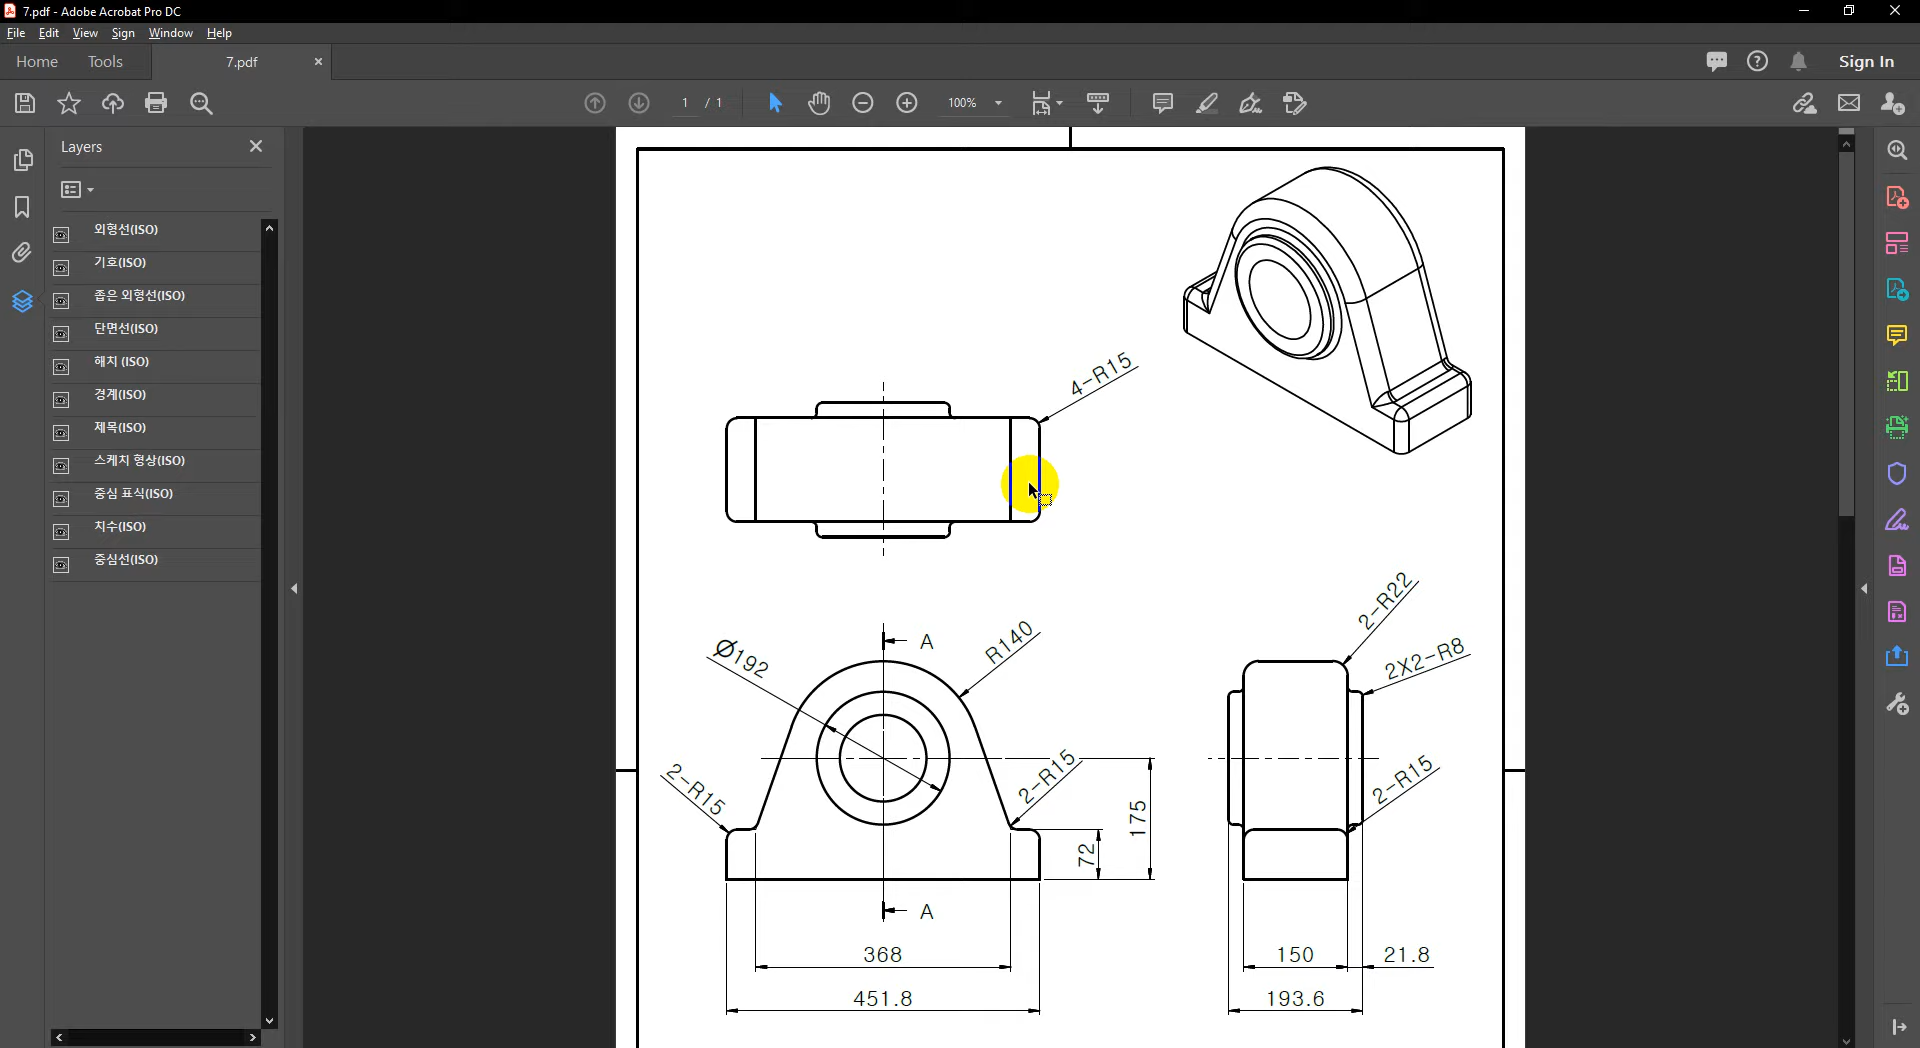 7.pdf - Adobe Acrobat Pro DC
File Edit View Sign Window Help
Home Tools 7.pdf Sign In
1 / 1 100%
Layers
외형선(ISO)
기호(ISO)
좁은 외형선(ISO)
단면선(ISO)
해치 (ISO)
경계(ISO)
제목(ISO)
스케치 형상(ISO)
중심 표식(ISO)
치수(ISO)
중심선(ISO)
4-R15
A
R140
Ø192
2-R15
2-R15
175
72
A
368
451.8
2-R22
2X2-R8
2-R15
150
21.8
193.6